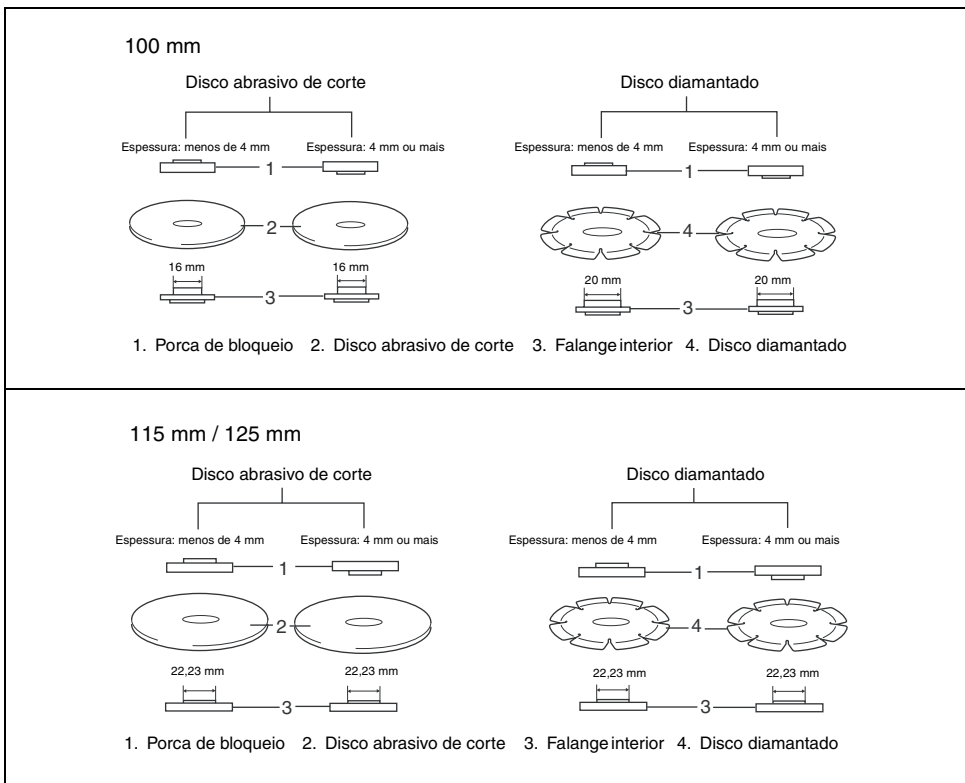 100 mm
Disco abrasivo de corte
Disco diamantado
Espessura: menos de 4 mm
Espessura: 4 mm ou mais
Espessura: menos de 4 mm
Espessura: 4 mm ou mais
1
1
2
4
16 mm
16 mm
20 mm
20 mm
3
3
1. Porca de bloqueio 2. Disco abrasivo de corte 3. Falange interior 4. Disco diamantado
115 mm / 125 mm
Disco abrasivo de corte
Disco diamantado
Espessura: menos de 4 mm
Espessura: 4 mm ou mais
Espessura: menos de 4 mm
Espessura: 4 mm ou mais
1
1
2
4
22,23 mm
22,23 mm
22,23 mm
22,23 mm
3
3
1. Porca de bloqueio 2. Disco abrasivo de corte 3. Falange interior 4. Disco diamantado